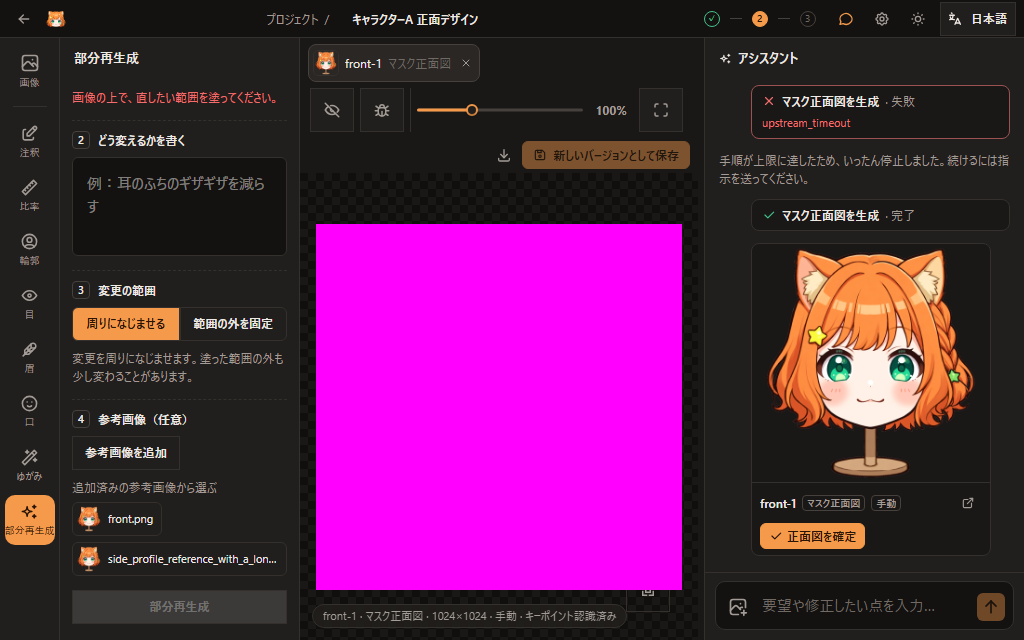 プロジェクト / キャラクターA 正面デザイン
2
3
日本語
画像
注釈
比率
輪郭
目
眉
口
ゆがみ
部分再生成
部分再生成
画像の上で、直したい範囲を塗ってください。
2 どう変えるかを書く
例：耳のふちのギザギザを減ら
す
3 変更の範囲
周りになじませる 範囲の外を固定
変更を周りになじませます。塗った範囲の外も
少し変わることがあります。
4 参考画像（任意）
参考画像を追加
追加済みの参考画像から選ぶ
front.png
side_profile_reference_with_a_lon...
部分再生成
front-1 マスク正面図
100%
新しいバージョンとして保存
front-1 · マスク正面図 · 1024×1024 · 手動 · キーポイント認識済み
アシスタント
マスク正面図を生成 · 失敗
upstream_timeout
手順が上限に達したため、いったん停止しました。続けるには指
示を送ってください。
マスク正面図を生成 · 完了
front-1 マスク正面図 手動
正面図を確定
要望や修正したい点を入力...